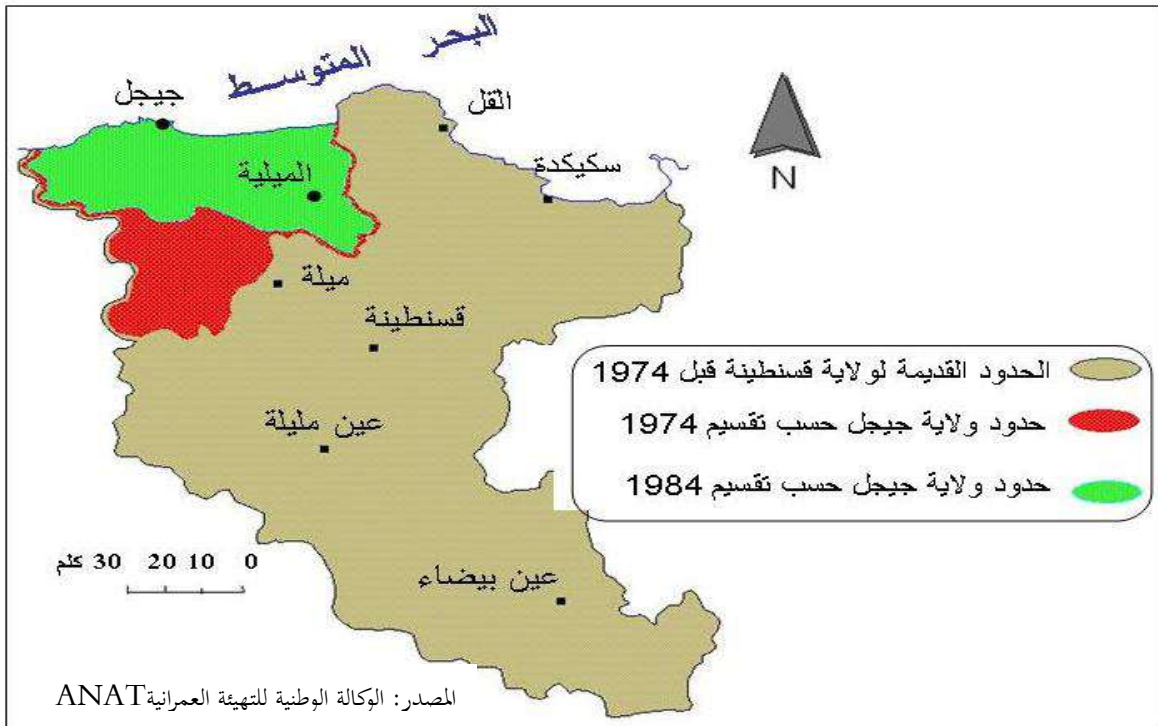 البحر المتوسط
جيجل
القل
الميلية
سكيكدة
N
ميلة
قسنطينة
عين مليلة
عين بيضاء
الحدود القديمة لولاية قسنطينة قبل 1974
حدود ولاية جيجل حسب تقسيم 1974
حدود ولاية جيجل حسب تقسيم 1984
0 10 20 30 كلم
المصدر: الوكالة الوطنية للتهيئة العمرانية ANAT